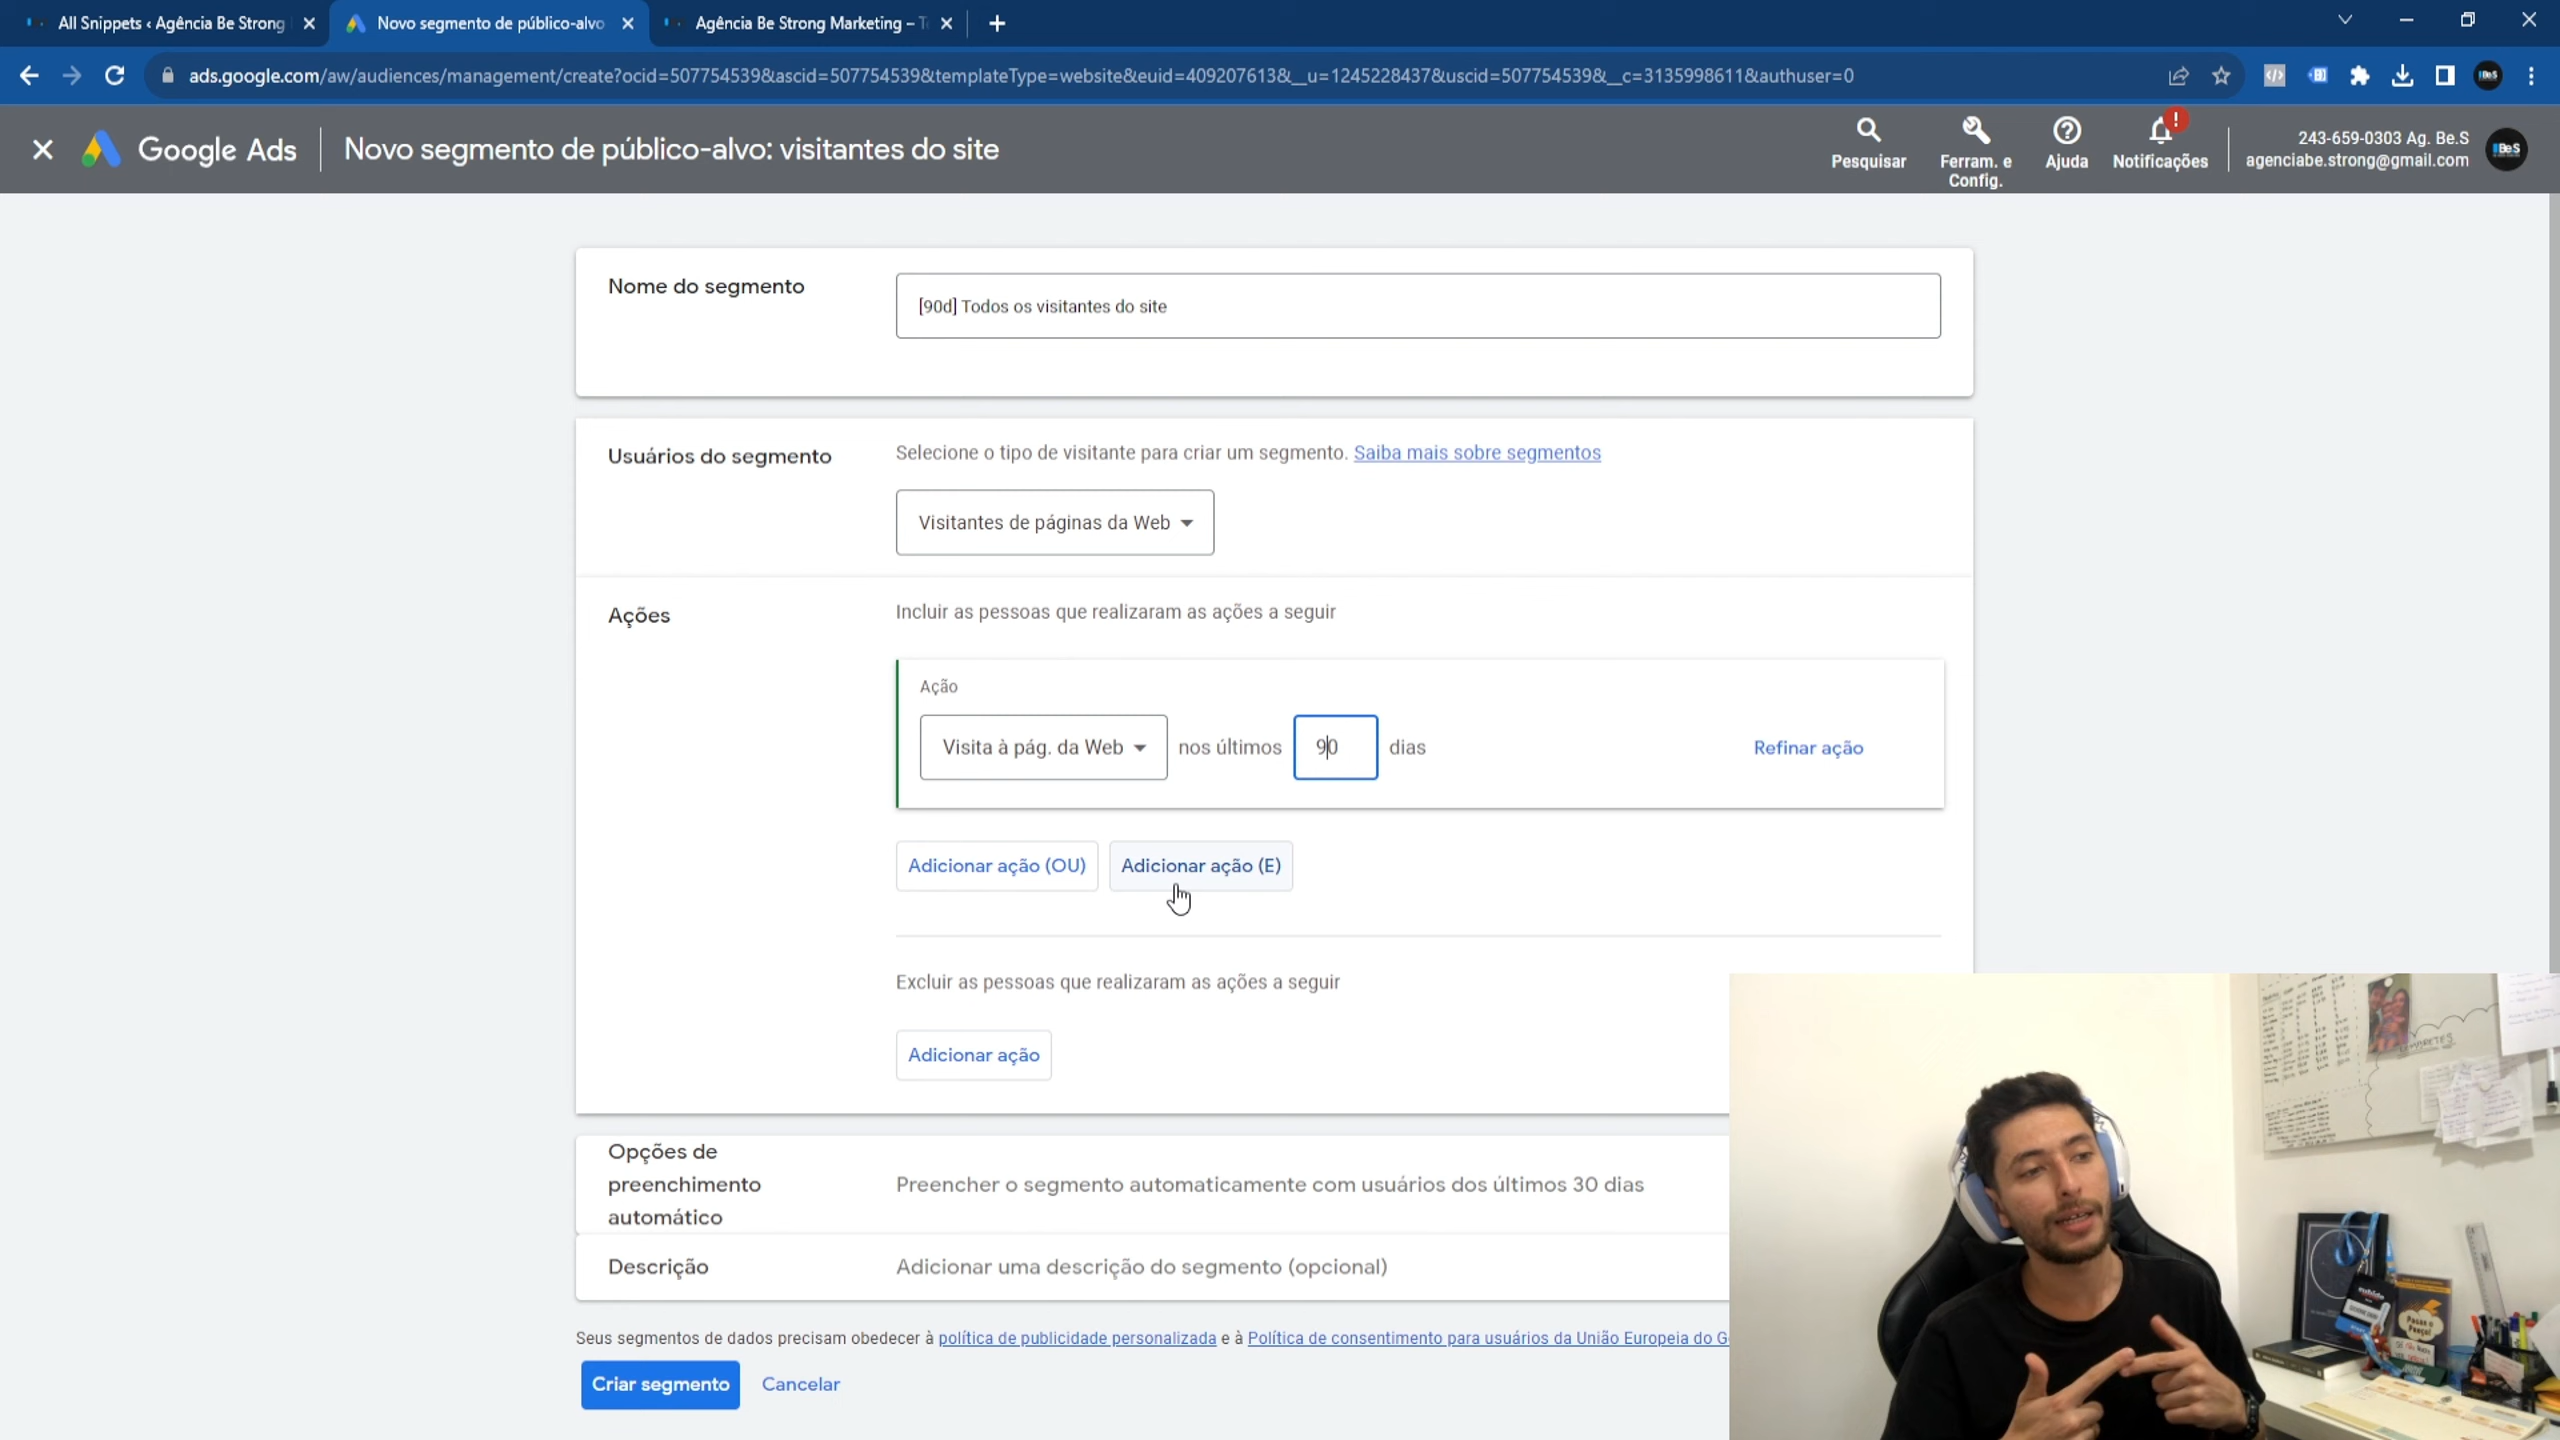 All Snippets ‹ Agência Be Strong
Novo segmento de público-alvo
Agência Be Strong Marketing –
ads.google.com/aw/audiences/management/create?ocid=507754539&ascid=507754539&templateType=website&euid=409207613&__u=1245228437&uscid=507754539&__c=3135998611&authuser=0
Google Ads
Novo segmento de público-alvo: visitantes do site
Pesquisar
Ferram. e
Config.
Ajuda
Notificações
243-659-0303 Ag. Be.S
agenciabe.strong@gmail.com
Nome do segmento
[90d] Todos os visitantes do site
Usuários do segmento
Selecione o tipo de visitante para criar um segmento. Saiba mais sobre segmentos
Visitantes de páginas da Web
Ações
Incluir as pessoas que realizaram as ações a seguir
Ação
Visita à pág. da Web
nos últimos
90
dias
Refinar ação
Adicionar ação (OU)
Adicionar ação (E)
Excluir as pessoas que realizaram as ações a seguir
Adicionar ação
Opções de
preenchimento
automático
Preencher o segmento automaticamente com usuários dos últimos 30 dias
Descrição
Adicionar uma descrição do segmento (opcional)
Seus segmentos de dados precisam obedecer à política de publicidade personalizada e à Política de consentimento para usuários da União Europeia do G
Criar segmento
Cancelar